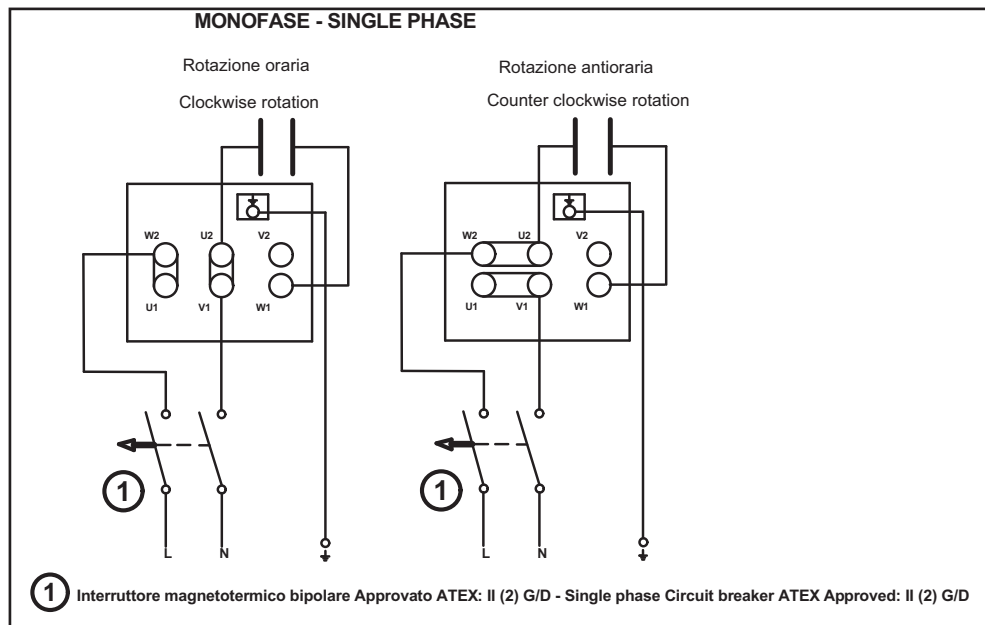 MONOFASE - SINGLE PHASE
Rotazione oraria
Clockwise rotation
W2 U2 V2
U1 V1 W1
1
L N
Rotazione antioraria
Counter clockwise rotation
W2 U2 V2
U1 V1 W1
1
L N
1 Interruttore magnetotermico bipolare Approvato ATEX: II (2) G/D - Single phase Circuit breaker ATEX Approved: II (2) G/D